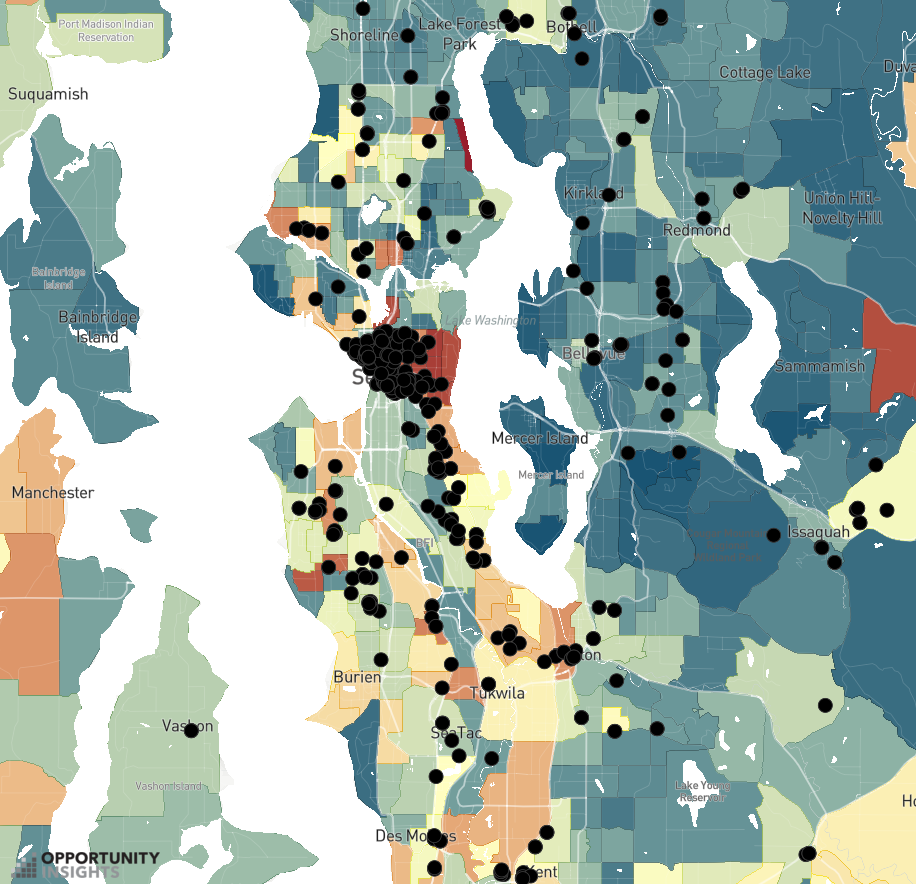 Port Madison Indian
Reservation
Shoreline
Lake Forest
Park
Bothell
Cottage Lake
Suquamish
Kirkland
Union Hill-
Novelty Hill
Redmond
Bainbridge
Island
Bainbridge
Island
Lake Washington
Bellevue
Sammamish
Mercer Island
Mercer Island
Manchester
Issaquah
BFI
Burien
Tukwila
Vashon
SeaTac
Vashon Island
Lake Young
Reservoir
Des Moines
OPPORTUNITY
INSIGHTS